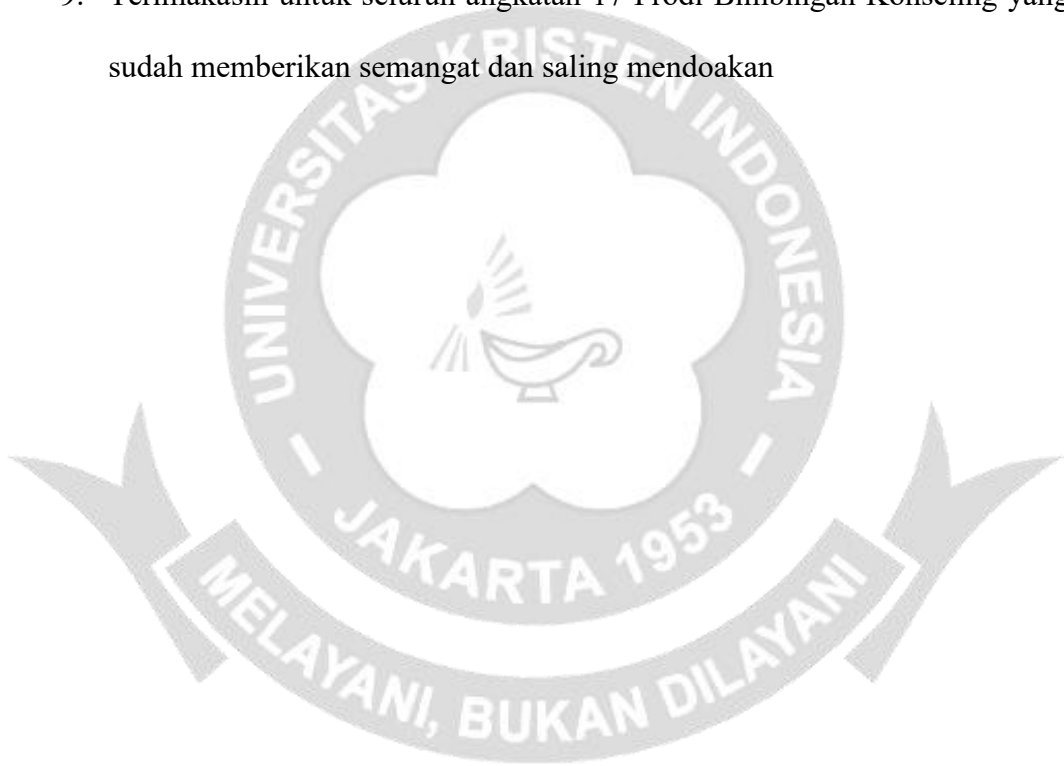 9. Terimakasih untuk seluruh angkatan 17 Prodi Bimbingan Konseling yang
sudah memberikan semangat dan saling mendoakan
UNIVERSITAS KRISTEN INDONESIA
- JAKARTA 1953 -
MELAYANI, BUKAN DILAYANI